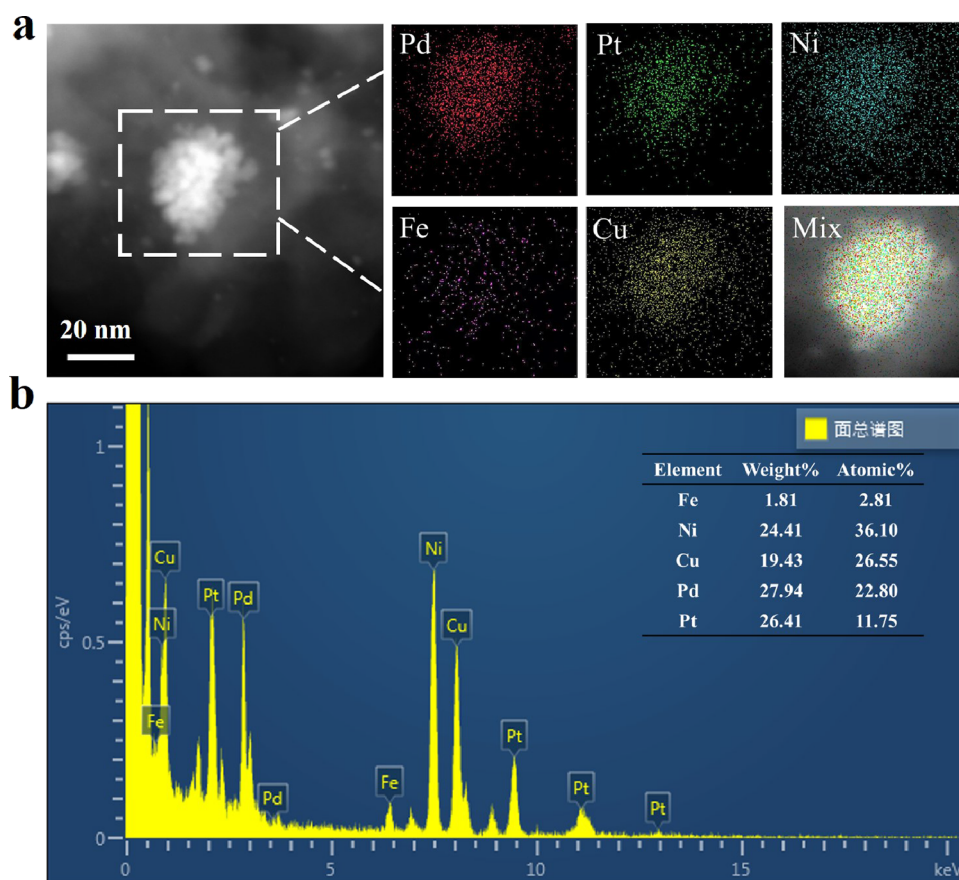 a
Pd
Pt
Ni
Fe
Cu
Mix
20 nm
b
面总谱图
Element Weight% Atomic%
Fe 1.81 2.81
Ni 24.41 36.10
Cu 19.43 26.55
Pd 27.94 22.80
Pt 26.41 11.75
cps/eV
1
0.5
0
Cu
Ni
Fe
Pt
Pd
Pd
Fe
Ni
Cu
Pt
Pt
Pt
0
5
10
15
keV